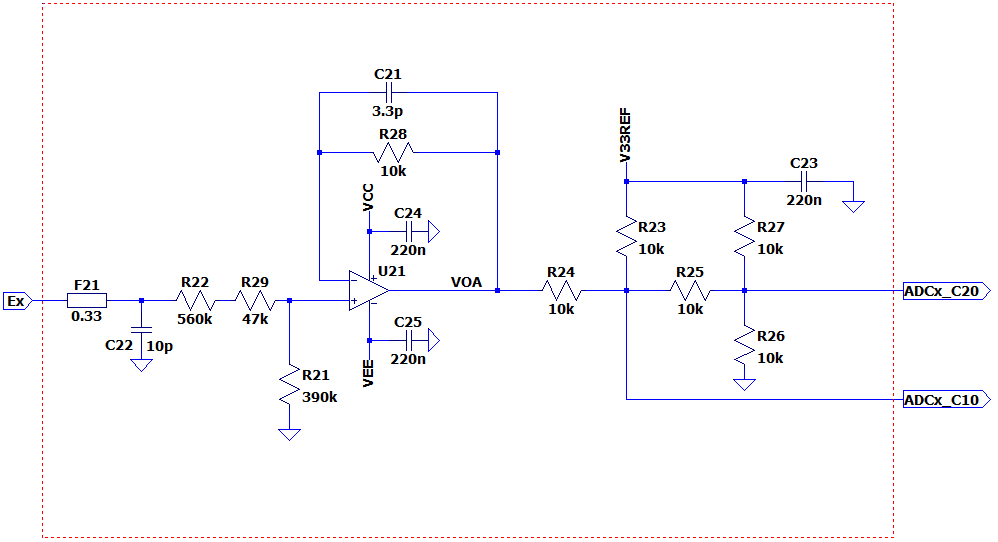 C21
3.3p
R28
10k
V33REF
C23
220n
VCC
C24
220n
R23
10k
R27
10k
U21
Ex
F21
0.33
R22
560k
R29
47k
VOA
R24
10k
R25
10k
ADCx_C20
C22
10p
C25
220n
VEE
R26
10k
R21
390k
ADCx_C10